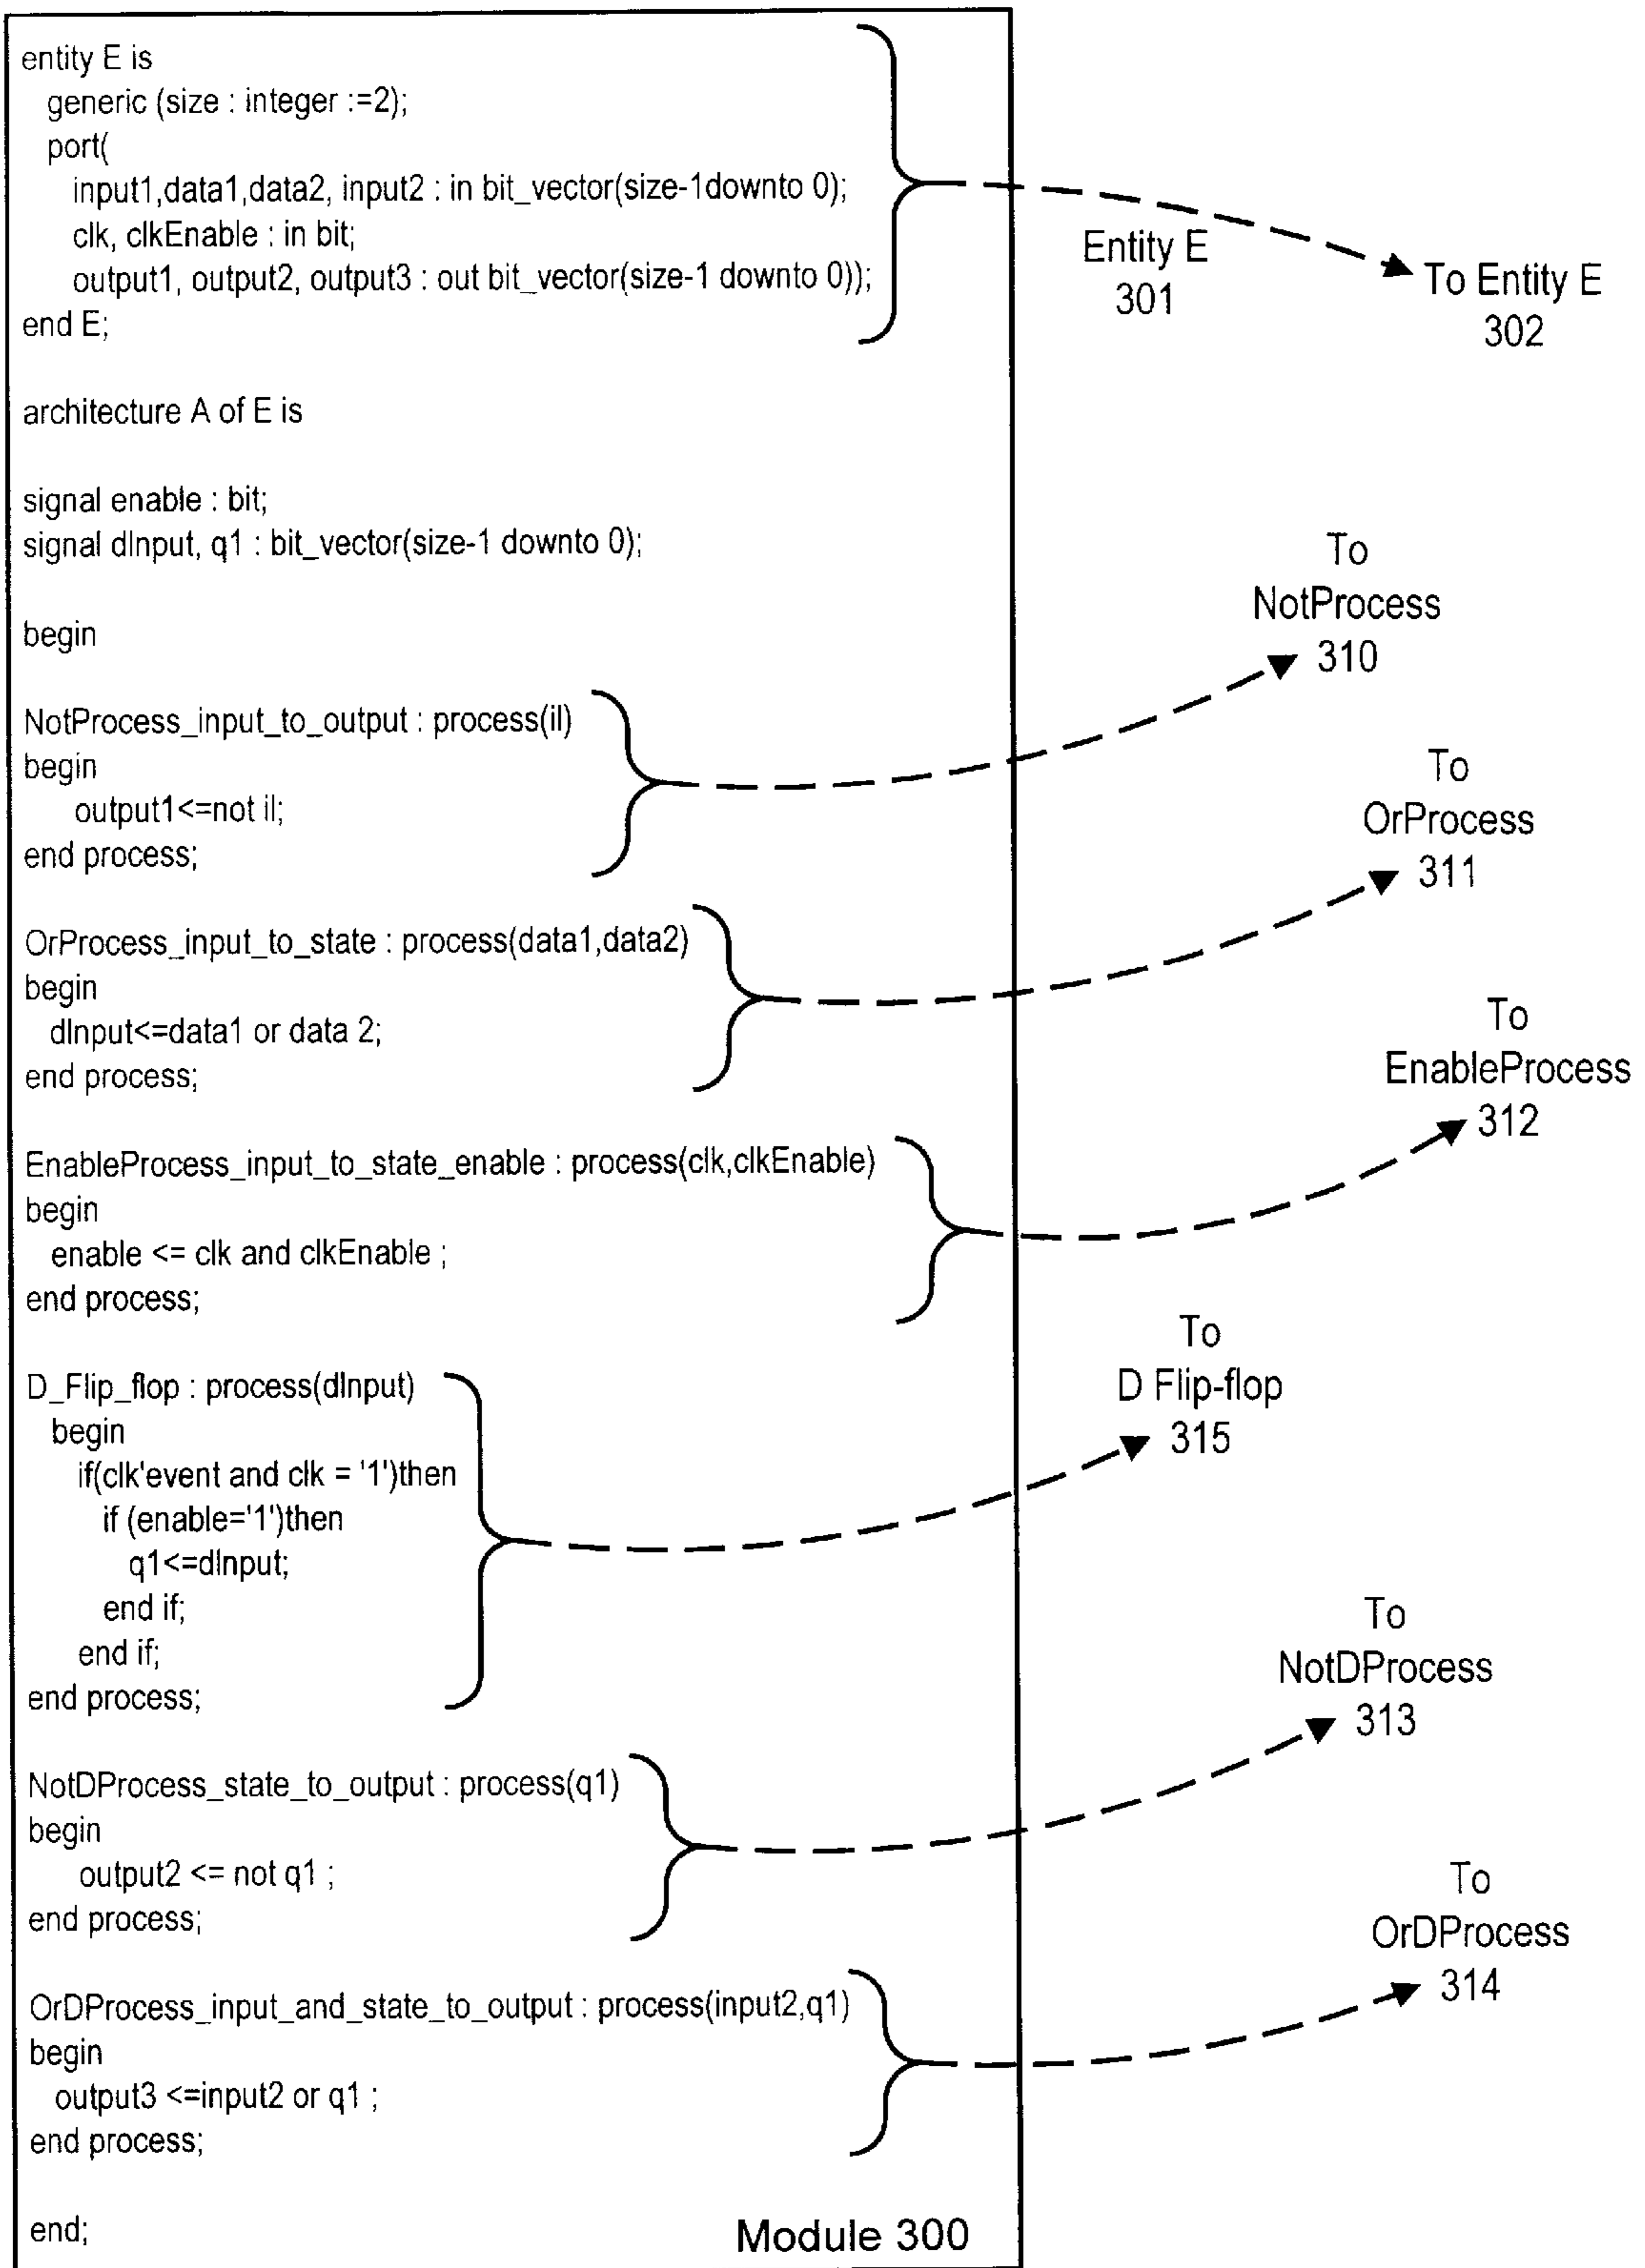 entity E is
generic (size : integer :=2);
port(
input1,data1,data2, input2 : in bit_vector(size-1downto 0);
clk, clkEnable : in bit;
output1, output2, output3 : out bit_vector(size-1 downto 0));
end E;
Entity E
301
To Entity E
302
architecture A of E is
signal enable : bit;
signal dInput, q1 : bit_vector(size-1 downto 0);
begin
To
NotProcess
310
NotProcess_input_to_output : process(il)
begin
output1<=not il;
end process;
To
OrProcess
311
OrProcess_input_to_state : process(data1,data2)
begin
dInput<=data1 or data 2;
end process;
To
EnableProcess
312
EnableProcess_input_to_state_enable : process(clk,clkEnable)
begin
enable <= clk and clkEnable ;
end process;
To
D Flip-flop
315
D_Flip_flop : process(dInput)
begin
if(clk'event and clk = '1')then
if (enable='1')then
q1<=dInput;
end if;
end if;
end process;
To
NotDProcess
313
NotDProcess_state_to_output : process(q1)
begin
output2 <= not q1 ;
end process;
To
OrDProcess
314
OrDProcess_input_and_state_to_output : process(input2,q1)
begin
output3 <=input2 or q1 ;
end process;
end;
Module 300